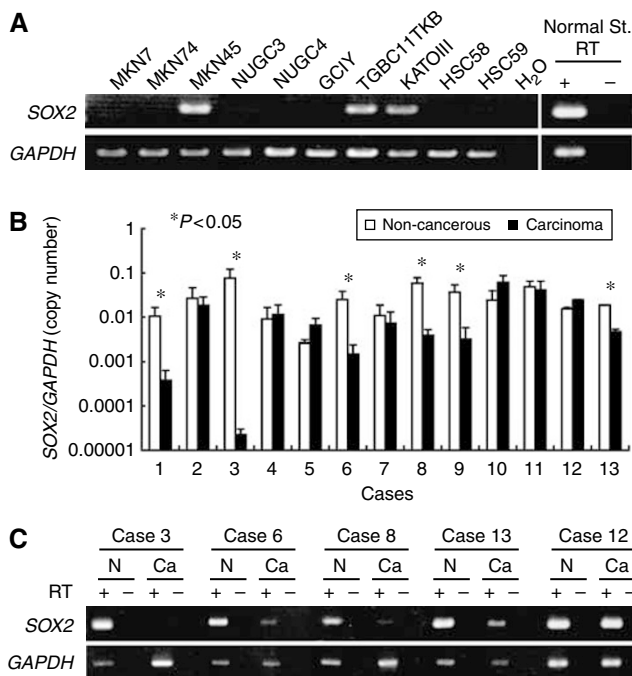 A
MKN7 MKN74 MKN45 NUGC3 NUGC4 GCIY TGBC11TKB KATOIII HSC58 HSC59 H2O
Normal St.
RT
+ −
SOX2
GAPDH
B
*P<0.05
Non-cancerous Carcinoma
SOX2/GAPDH (copy number)
0.1
0.01
0.001
0.0001
0.00001
* * * * * *
1 2 3 4 5 6 7 8 9 10 11 12 13
Cases
C
Case 3 Case 6 Case 8 Case 13 Case 12
N Ca N Ca N Ca N Ca N Ca
RT + − + − + − + − + − + − + − + − + − + −
SOX2
GAPDH